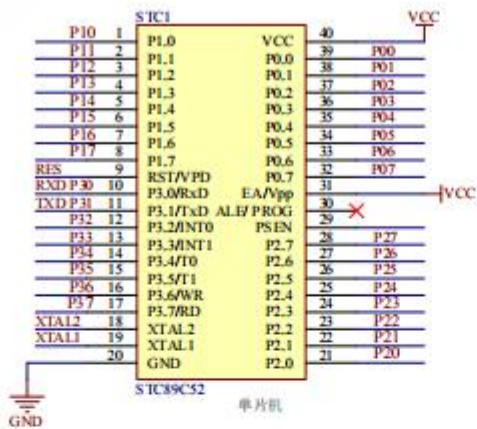 STC1
VCC
P10 1 P1.0 VCC 40
P11 2 P1.1 P0.0 39 P00
P12 3 P1.2 P0.1 38 P01
P13 4 P1.3 P0.2 37 P02
P14 5 P1.4 P0.3 36 P03
P15 6 P1.5 P0.4 35 P04
P16 7 P1.6 P0.5 34 P05
P17 8 P1.7 P0.6 33 P06
RES 9 RST/VPD P0.7 32 P07
RXD P30 10 P3.0/RxD EA/Vpp 31 VCC
TXD P31 11 P3.1/TxD ALE/PROG 30
P32 12 P3.2/INT0 PSEN 29
P33 13 P3.3/INT1 P2.7 28 P27
P34 14 P3.4/T0 P2.6 27 P26
P35 15 P3.5/T1 P2.5 26 P25
P36 16 P3.6/WR P2.4 25 P24
P37 17 P3.7/RD P2.3 24 P23
XTAL2 18 XTAL2 P2.2 23 P22
XTAL1 19 XTAL1 P2.1 22 P21
20 GND P2.0 21 P20
STC89C52
单片机
GND